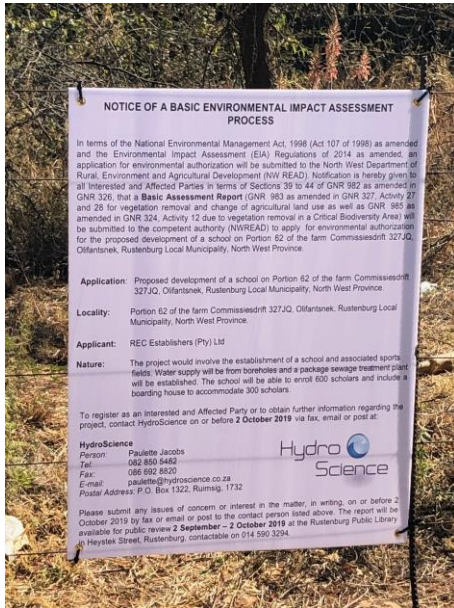 NOTICE OF A BASIC ENVIRONMENTAL IMPACT ASSESSMENT
PROCESS
In terms of the National Environmental Management Act, 1998 (Act 107 of 1998) as amended
and the Environmental Impact Assessment (EIA) Regulations of 2014 as amended, an
application for environmental authorization will be submitted to the North West Department of
Rural, Environment and Agricultural Development (NW READ). Notification is hereby given to
all Interested and Affected Parties in terms of Sections 39 to 44 of GNR 982 as amended in
GNR 326, that a Basic Assessment Report (GNR 983 as amended in GNR 327, Activity 27
and 28 for vegetation removal and change of agricultural land use as well as GNR 985 as
amended in GNR 324, Activity 12 due to vegetation removal in a Critical Biodiversity Area) will
be submitted to the competent authority (NWREAD) to apply for environmental authorization
for the proposed development of a school on Portion 62 of the farm Commissiesdrift 327JQ,
Olifantsnek, Rustenburg Local Municipality, North West Province.
Application: Proposed development of a school on Portion 62 of the farm Commissiesdrift
327JQ, Olifantsnek, Rustenburg Local Municipality, North West Province.
Locality: Portion 62 of the farm Commissiesdrift 327JQ, Olifantsnek, Rustenburg Local
Municipality, North West Province.
Applicant: REC Establishers (Pty) Ltd
Nature: The project would involve the establishment of a school and associated sports
fields. Water supply will be from boreholes and a package sewage treatment plant
will be established. The school will be able to enroll 600 scholars and include a
boarding house to accommodate 300 scholars.
To register as an Interested and Affected Party or to obtain further information regarding the
project, contact HydroScience on or before 2 October 2019 via fax, email or post at:
HydroScience
Person: Paulette Jacobs
Tel: 082 850 5482
Fax: 086 692 8820
E-mail: paulette@hydroscience.co.za
Postal Address: P.O. Box 1322, Ruimsig, 1732
Hydro
Science
Please submit any issues of concern or interest in the matter, in writing, on or before 2
October 2019 by fax or email or post to the contact person listed above. The report will be
available for public review 2 September – 2 October 2019 at the Rustenburg Public Library
in Heystek Street, Rustenburg, contactable on 014 590 3294.